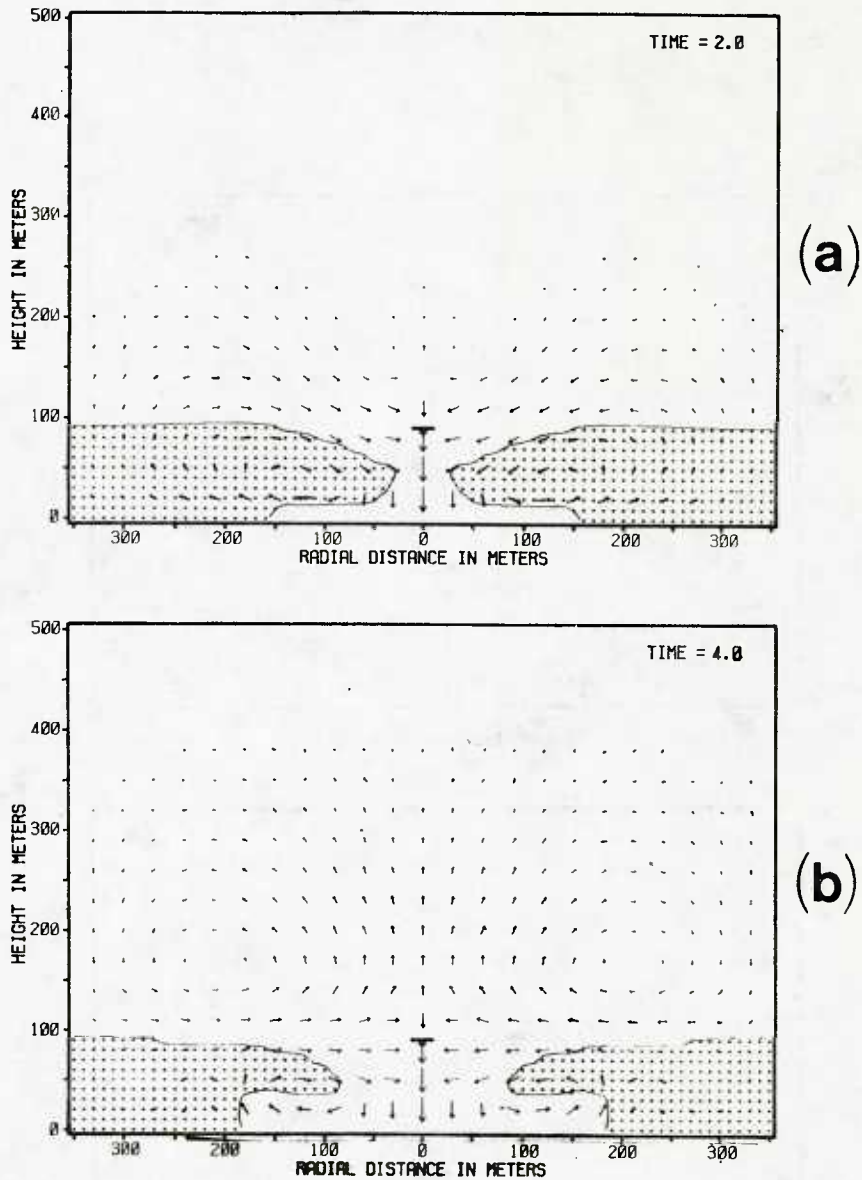 500
TIME = 2.0
400
300
200
100
0
HEIGHT IN METERS
300 200 100 0 100 200 300
RADIAL DISTANCE IN METERS
(a)
500
TIME = 4.0
400
300
200
100
0
HEIGHT IN METERS
300 200 100 0 100 200 300
RADIAL DISTANCE IN METERS
(b)